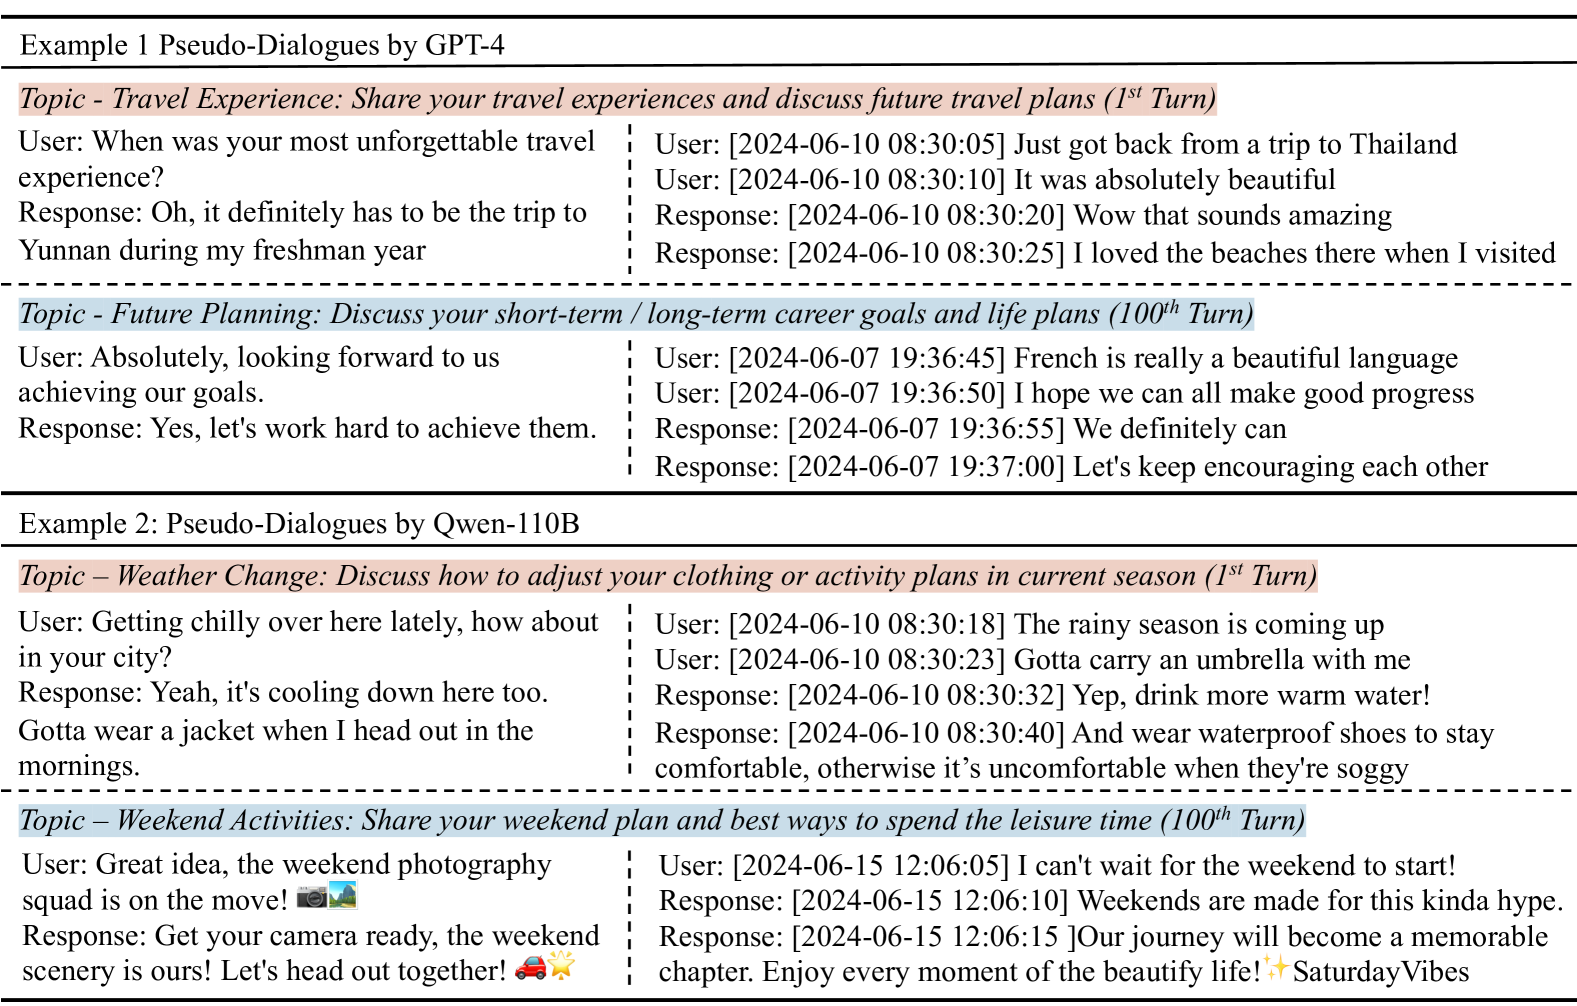 Example 1 Pseudo-Dialogues by GPT-4
Topic - Travel Experience: Share your travel experiences and discuss future travel plans (1st Turn)
User: When was your most unforgettable travel
experience?
Response: Oh, it definitely has to be the trip to
Yunnan during my freshman year
User: [2024-06-10 08:30:05] Just got back from a trip to Thailand
User: [2024-06-10 08:30:10] It was absolutely beautiful
Response: [2024-06-10 08:30:20] Wow that sounds amazing
Response: [2024-06-10 08:30:25] I loved the beaches there when I visited
Topic - Future Planning: Discuss your short-term / long-term career goals and life plans (100th Turn)
User: Absolutely, looking forward to us
achieving our goals.
Response: Yes, let's work hard to achieve them.
User: [2024-06-07 19:36:45] French is really a beautiful language
User: [2024-06-07 19:36:50] I hope we can all make good progress
Response: [2024-06-07 19:36:55] We definitely can
Response: [2024-06-07 19:37:00] Let's keep encouraging each other
Example 2: Pseudo-Dialogues by Qwen-110B
Topic – Weather Change: Discuss how to adjust your clothing or activity plans in current season (1st Turn)
User: Getting chilly over here lately, how about
in your city?
Response: Yeah, it's cooling down here too.
Gotta wear a jacket when I head out in the
mornings.
User: [2024-06-10 08:30:18] The rainy season is coming up
User: [2024-06-10 08:30:23] Gotta carry an umbrella with me
Response: [2024-06-10 08:30:32] Yep, drink more warm water!
Response: [2024-06-10 08:30:40] And wear waterproof shoes to stay
comfortable, otherwise it’s uncomfortable when they're soggy
Topic – Weekend Activities: Share your weekend plan and best ways to spend the leisure time (100th Turn)
User: Great idea, the weekend photography
squad is on the move! 📷🏞️
Response: Get your camera ready, the weekend
scenery is ours! Let's head out together! 🚗🌟
User: [2024-06-15 12:06:05] I can't wait for the weekend to start!
Response: [2024-06-15 12:06:10] Weekends are made for this kinda hype.
Response: [2024-06-15 12:06:15 ]Our journey will become a memorable
chapter. Enjoy every moment of the beautify life!✨SaturdayVibes